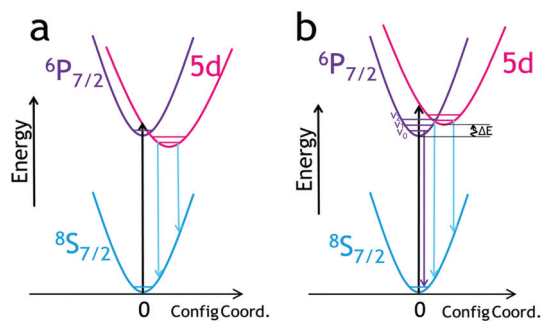 a
⁶P₇/₂
5d
Energy
⁸S₇/₂
0
Config Coord.
b
⁶P₇/₂
5d
V₀
ΔE
Energy
⁸S₇/₂
0
Config Coord.